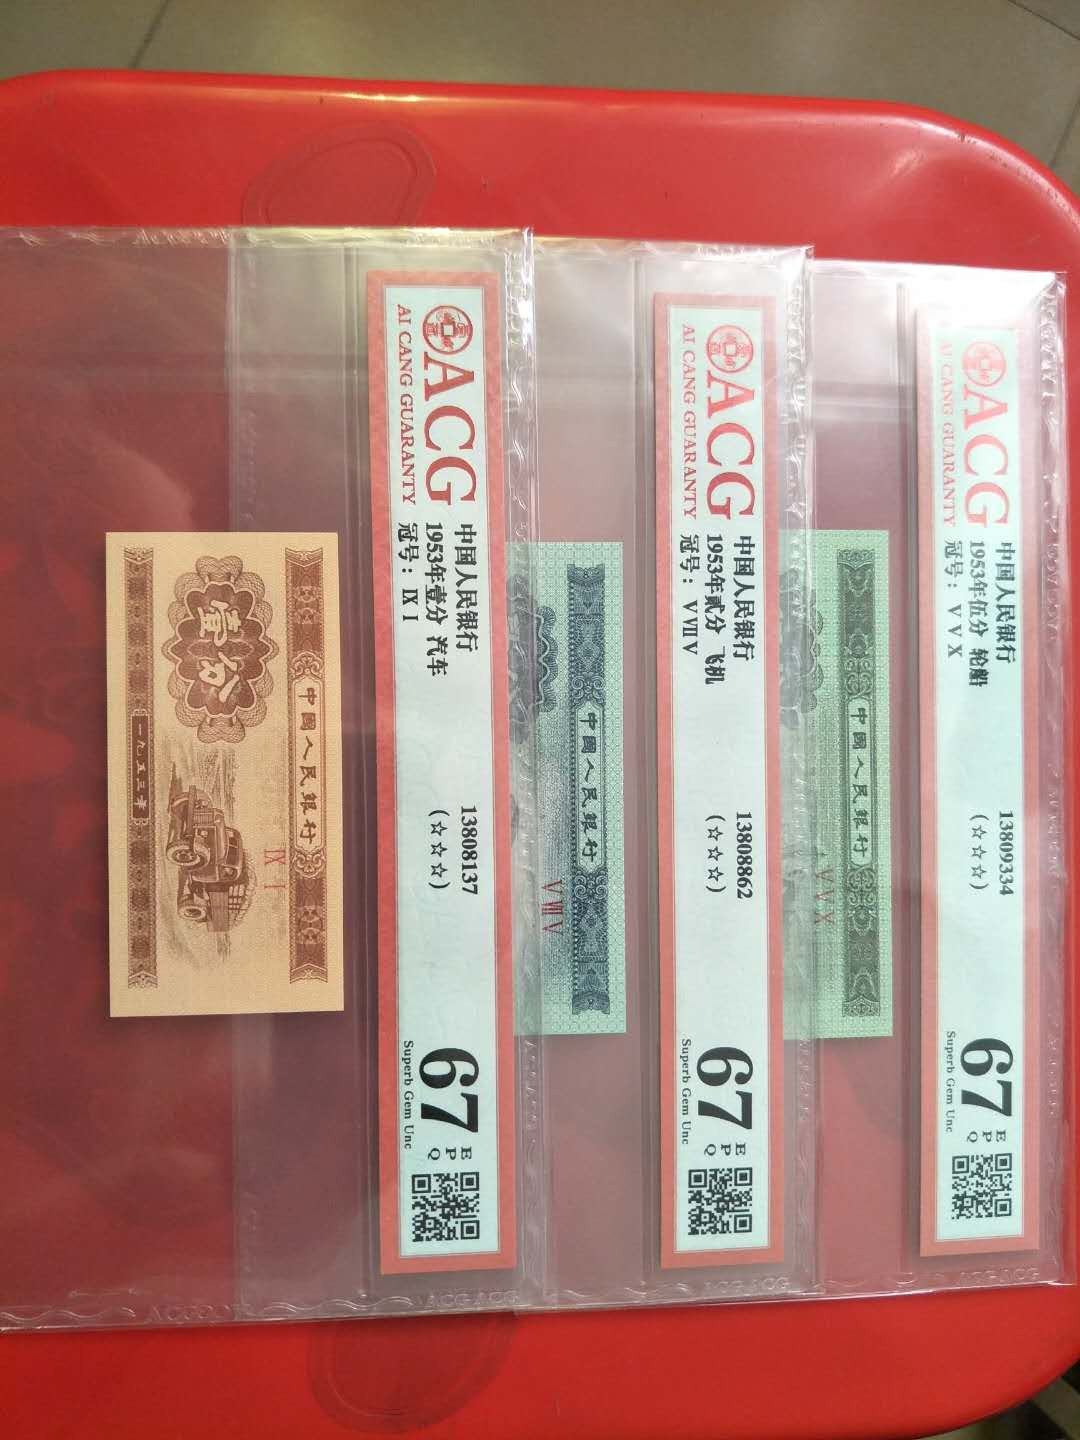 壹分
中國人民銀行
一九五三年
IX I
ACG
AI CANG GUARANTY
中国人民银行
1953年壹分 汽车
冠号：IX I
13808137
(☆☆☆)
67
EPQ
Superb Gem Unc
中國人民銀行
V VII V
ACG
AI CANG GUARANTY
中国人民银行
1953年贰分 飞机
冠号：V VII V
13808862
(☆☆☆)
67
EPQ
Superb Gem Unc
中國人民銀行
V V X
ACG
AI CANG GUARANTY
中国人民银行
1953年伍分 轮船
冠号：V V X
13809334
(☆☆☆)
67
EPQ
Superb Gem Unc